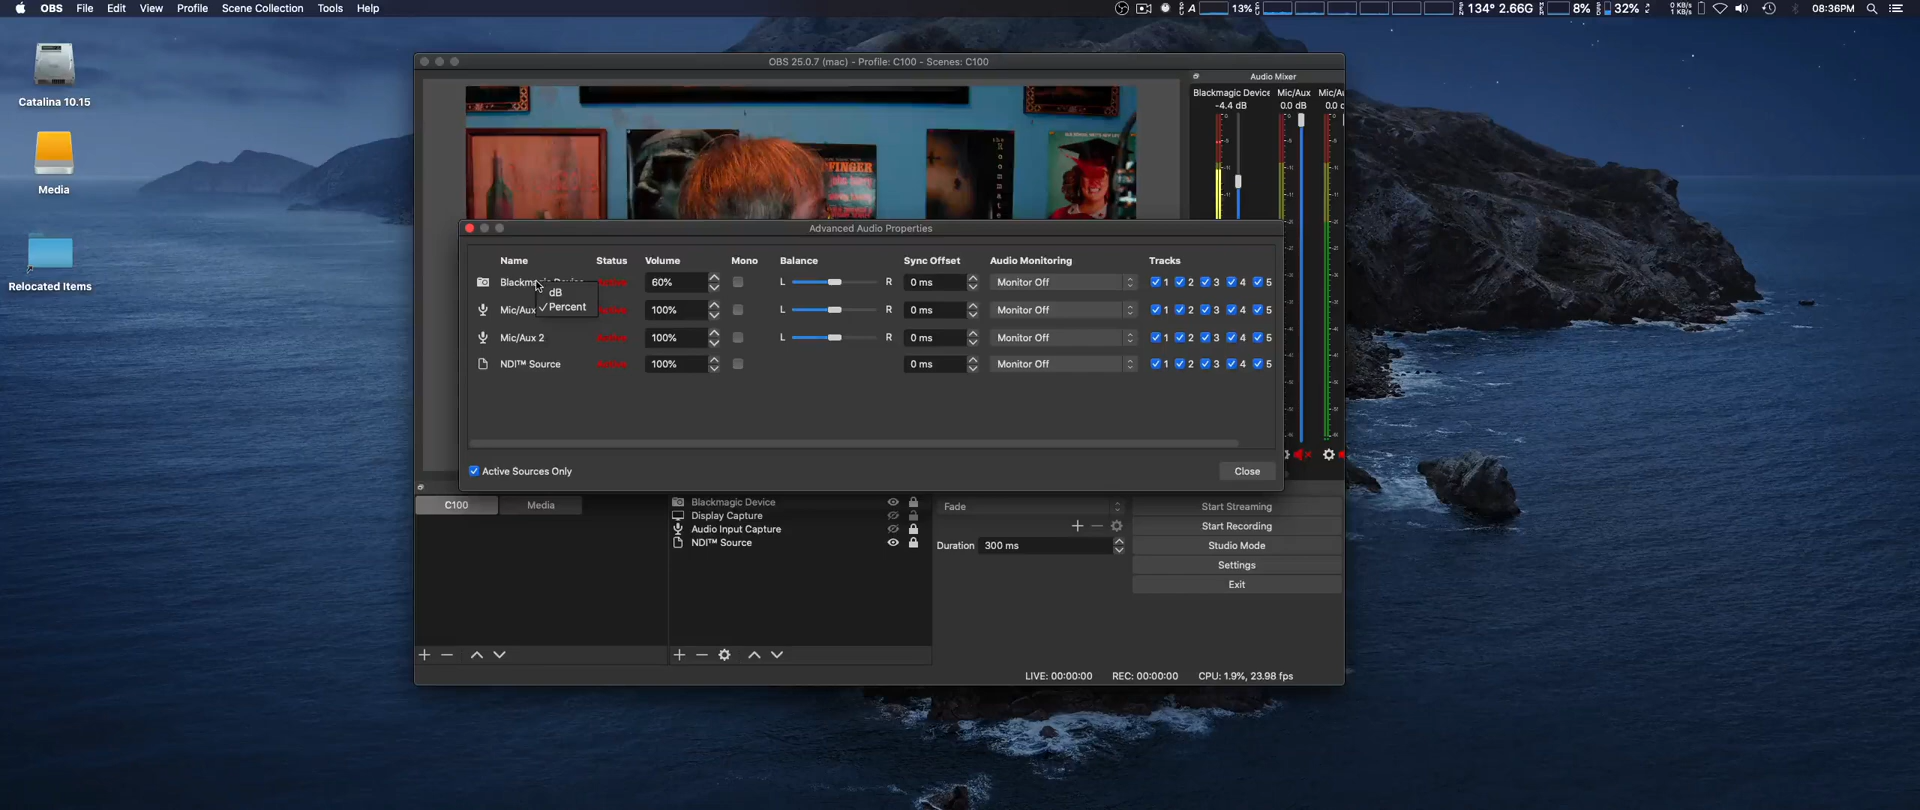 OBS File Edit View Profile Scene Collection Tools Help
13% 134° 2.66G 8% 32% 0 KB/s 1 KB/s 08:36PM
Catalina 10.15
Media
Relocated Items
OBS 25.0.7 (mac) - Profile: C100 - Scenes: C100
Audio Mixer
Blackmagic Device Mic/Aux
-4.4 dB 0.0 dB
FINGER
Advanced Audio Properties
Name Status Volume Mono Balance Sync Offset Audio Monitoring Tracks
60% L R 0 ms Monitor Off 1 2 3 4 5
dB
Percent
Mic/Aux 100% L R 0 ms Monitor Off 1 2 3 4 5
Mic/Aux 2 100% L R 0 ms Monitor Off 1 2 3 4 5
NDI™ Source 100% 0 ms Monitor Off 1 2 3 4 5
Active Sources Only Close
C100 Media
Blackmagic Device
Display Capture
Audio Input Capture
NDI™ Source
Fade
Duration 300 ms
Start Streaming
Start Recording
Studio Mode
Settings
Exit
LIVE: 00:00:00 REC: 00:00:00 CPU: 1.9%, 23.98 fps